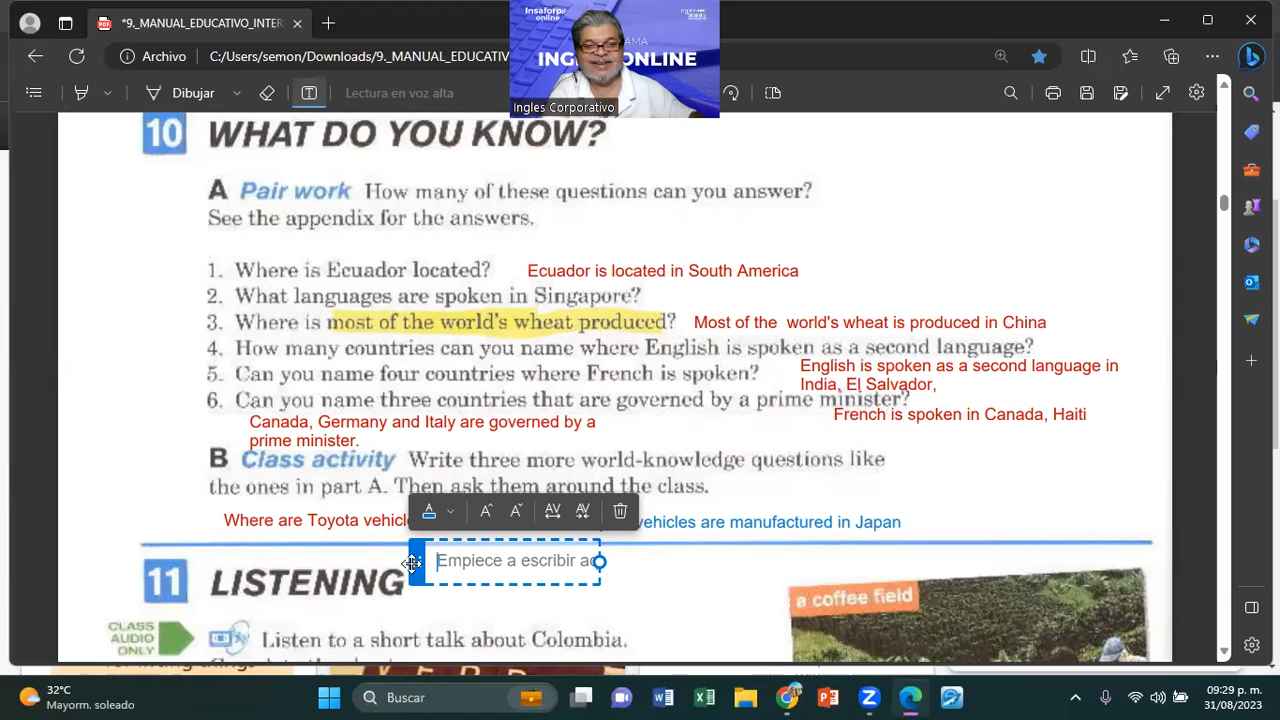 *9._MANUAL_EDUCATIVO_INTER
Insaforp online
Ingles
AMA
ING ONLINE
Ingles Corporativo
Archivo C:/Users/semon/Downloads/9._MANUAL_EDUCATIVO
Dibujar Lectura en voz alta
10 WHAT DO YOU KNOW?
A Pair work How many of these questions can you answer?
See the appendix for the answers.
1. Where is Ecuador located? Ecuador is located in South America
2. What languages are spoken in Singapore?
3. Where is most of the world's wheat produced? Most of the world's wheat is produced in China
4. How many countries can you name where English is spoken as a second language?
English is spoken as a second language in
India, El Salvador,
5. Can you name four countries where French is spoken?
6. Can you name three countries that are governed by a prime minister?
French is spoken in Canada, Haiti
Canada, Germany and Italy are governed by a
prime minister.
B Class activity Write three more world-knowledge questions like
the ones in part A. Then ask them around the class.
Where are Toyota vehicle vehicles are manufactured in Japan
Empiece a escribir a
11 LISTENING
a coffee field
CLASS
AUDIO
ONLY
Listen to a short talk about Colombia.
32°C
Mayorm. soleado
Buscar
09:29 p. m.
31/08/2023